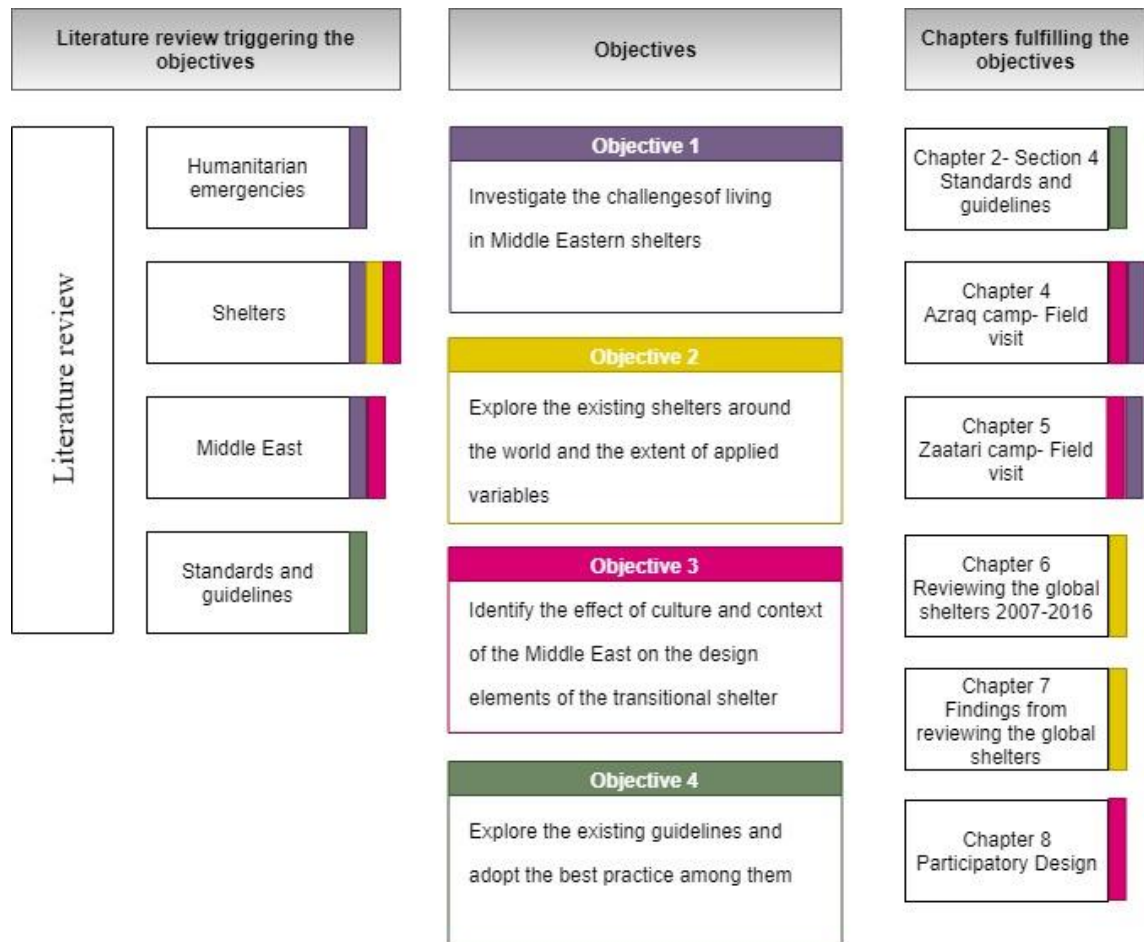 Literature review triggering the
objectives
Objectives
Chapters fulfilling the
objectives
Literature review
Humanitarian
emergencies
Shelters
Middle East
Standards and
guidelines
Objective 1
Investigate the challengesof living
in Middle Eastern shelters
Objective 2
Explore the existing shelters around
the world and the extent of applied
variables
Objective 3
Identify the effect of culture and context
of the Middle East on the design
elements of the transitional shelter
Objective 4
Explore the existing guidelines and
adopt the best practice among them
Chapter 2- Section 4
Standards and
guidelines
Chapter 4
Azraq camp- Field
visit
Chapter 5
Zaatari camp- Field
visit
Chapter 6
Reviewing the global
shelters 2007-2016
Chapter 7
Findings from
reviewing the global
shelters
Chapter 8
Participatory Design